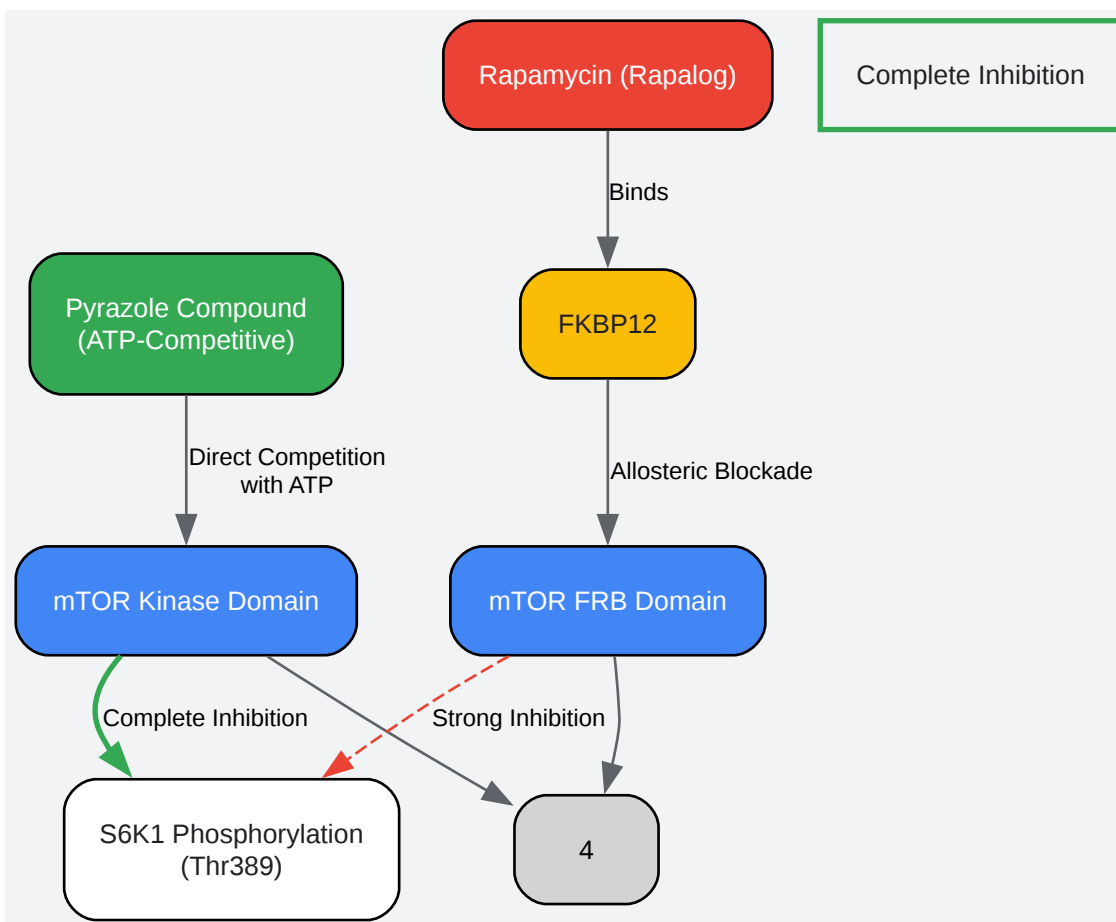 Rapamycin (Rapalog)
Complete Inhibition
Binds
Pyrazole Compound
(ATP-Competitive)
FKBP12
Direct Competition
with ATP
Allosteric Blockade
mTOR Kinase Domain
mTOR FRB Domain
Complete Inhibition
Strong Inhibition
S6K1 Phosphorylation
(Thr389)
4